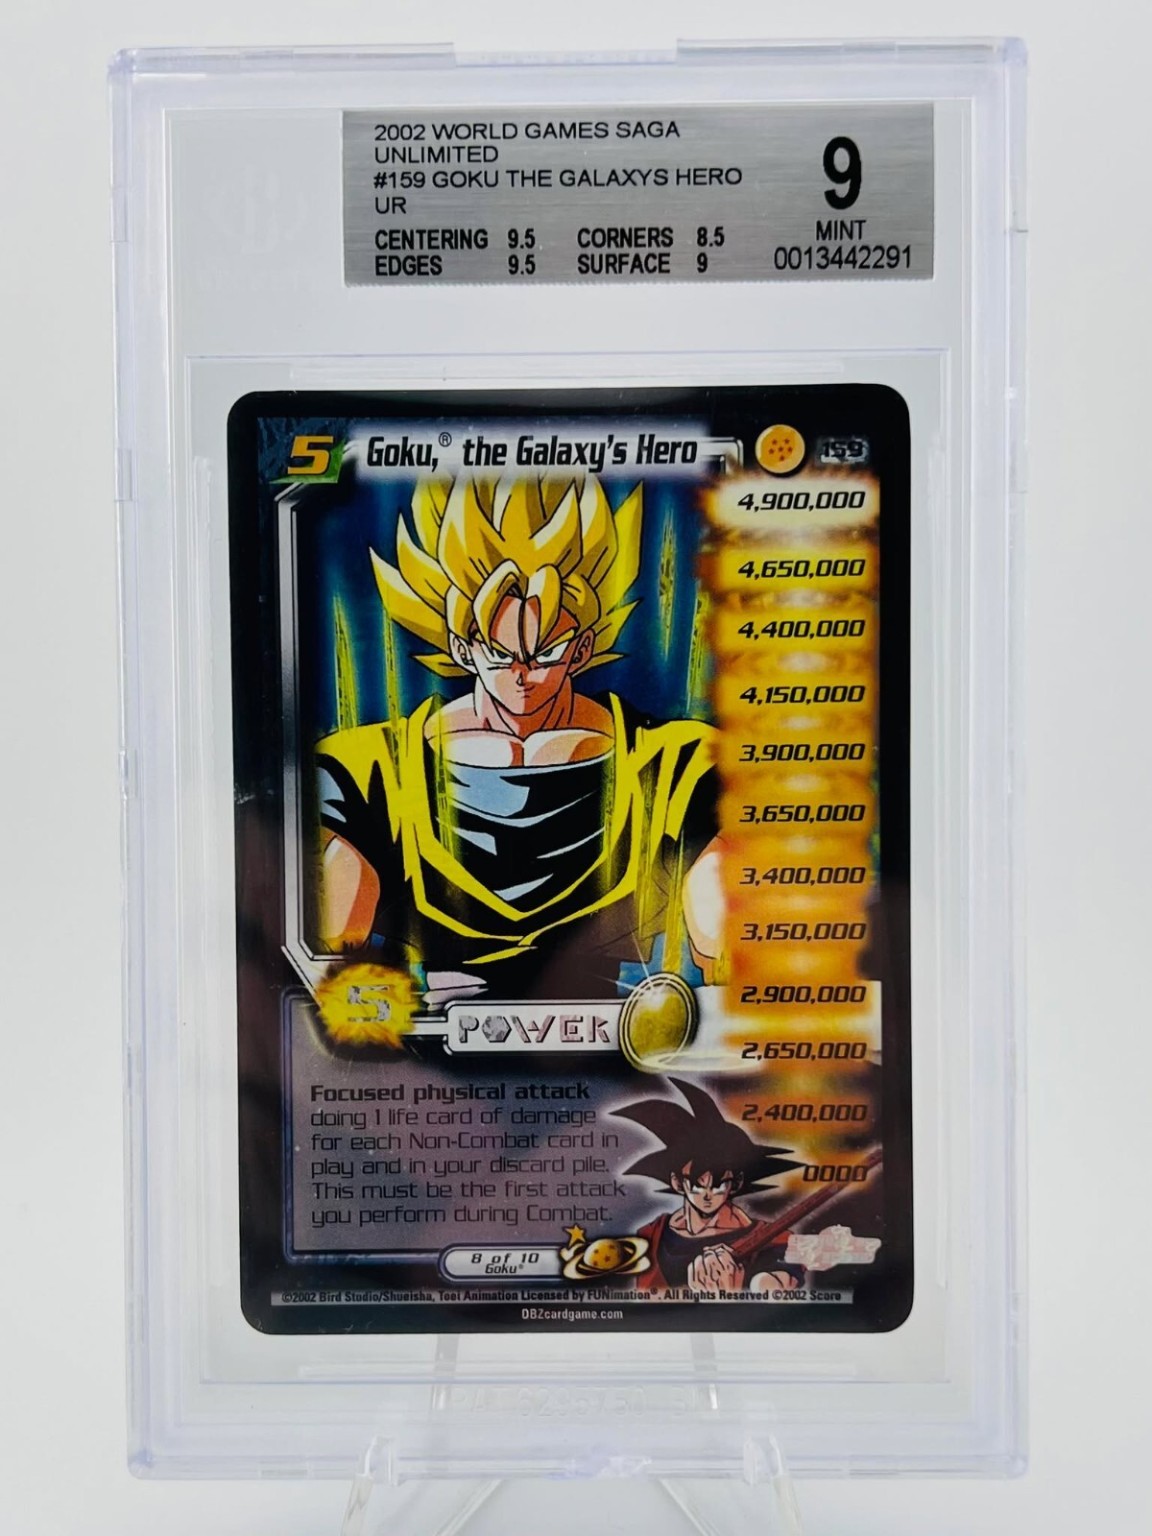 2002 WORLD GAMES SAGA
UNLIMITED
#159 GOKU THE GALAXYS HERO
UR
CENTERING 9.5 CORNERS 8.5
EDGES 9.5 SURFACE 9
9
MINT
0013442291
5 Goku,® the Galaxy's Hero 159
4,900,000
4,650,000
4,400,000
4,150,000
3,900,000
3,650,000
3,400,000
3,150,000
2,900,000
2,650,000
2,400,000
0000
5 POWER
Focused physical attack
doing 1 life card of damage
for each Non-Combat card in
play and in your discard pile.
This must be the first attack
you perform during Combat.
8 of 10
Goku®
©2002 Bird Studio/Shueisha, Toei Animation Licensed by FUNimation®. All Rights Reserved ©2002 Score
DBZcardgame.com